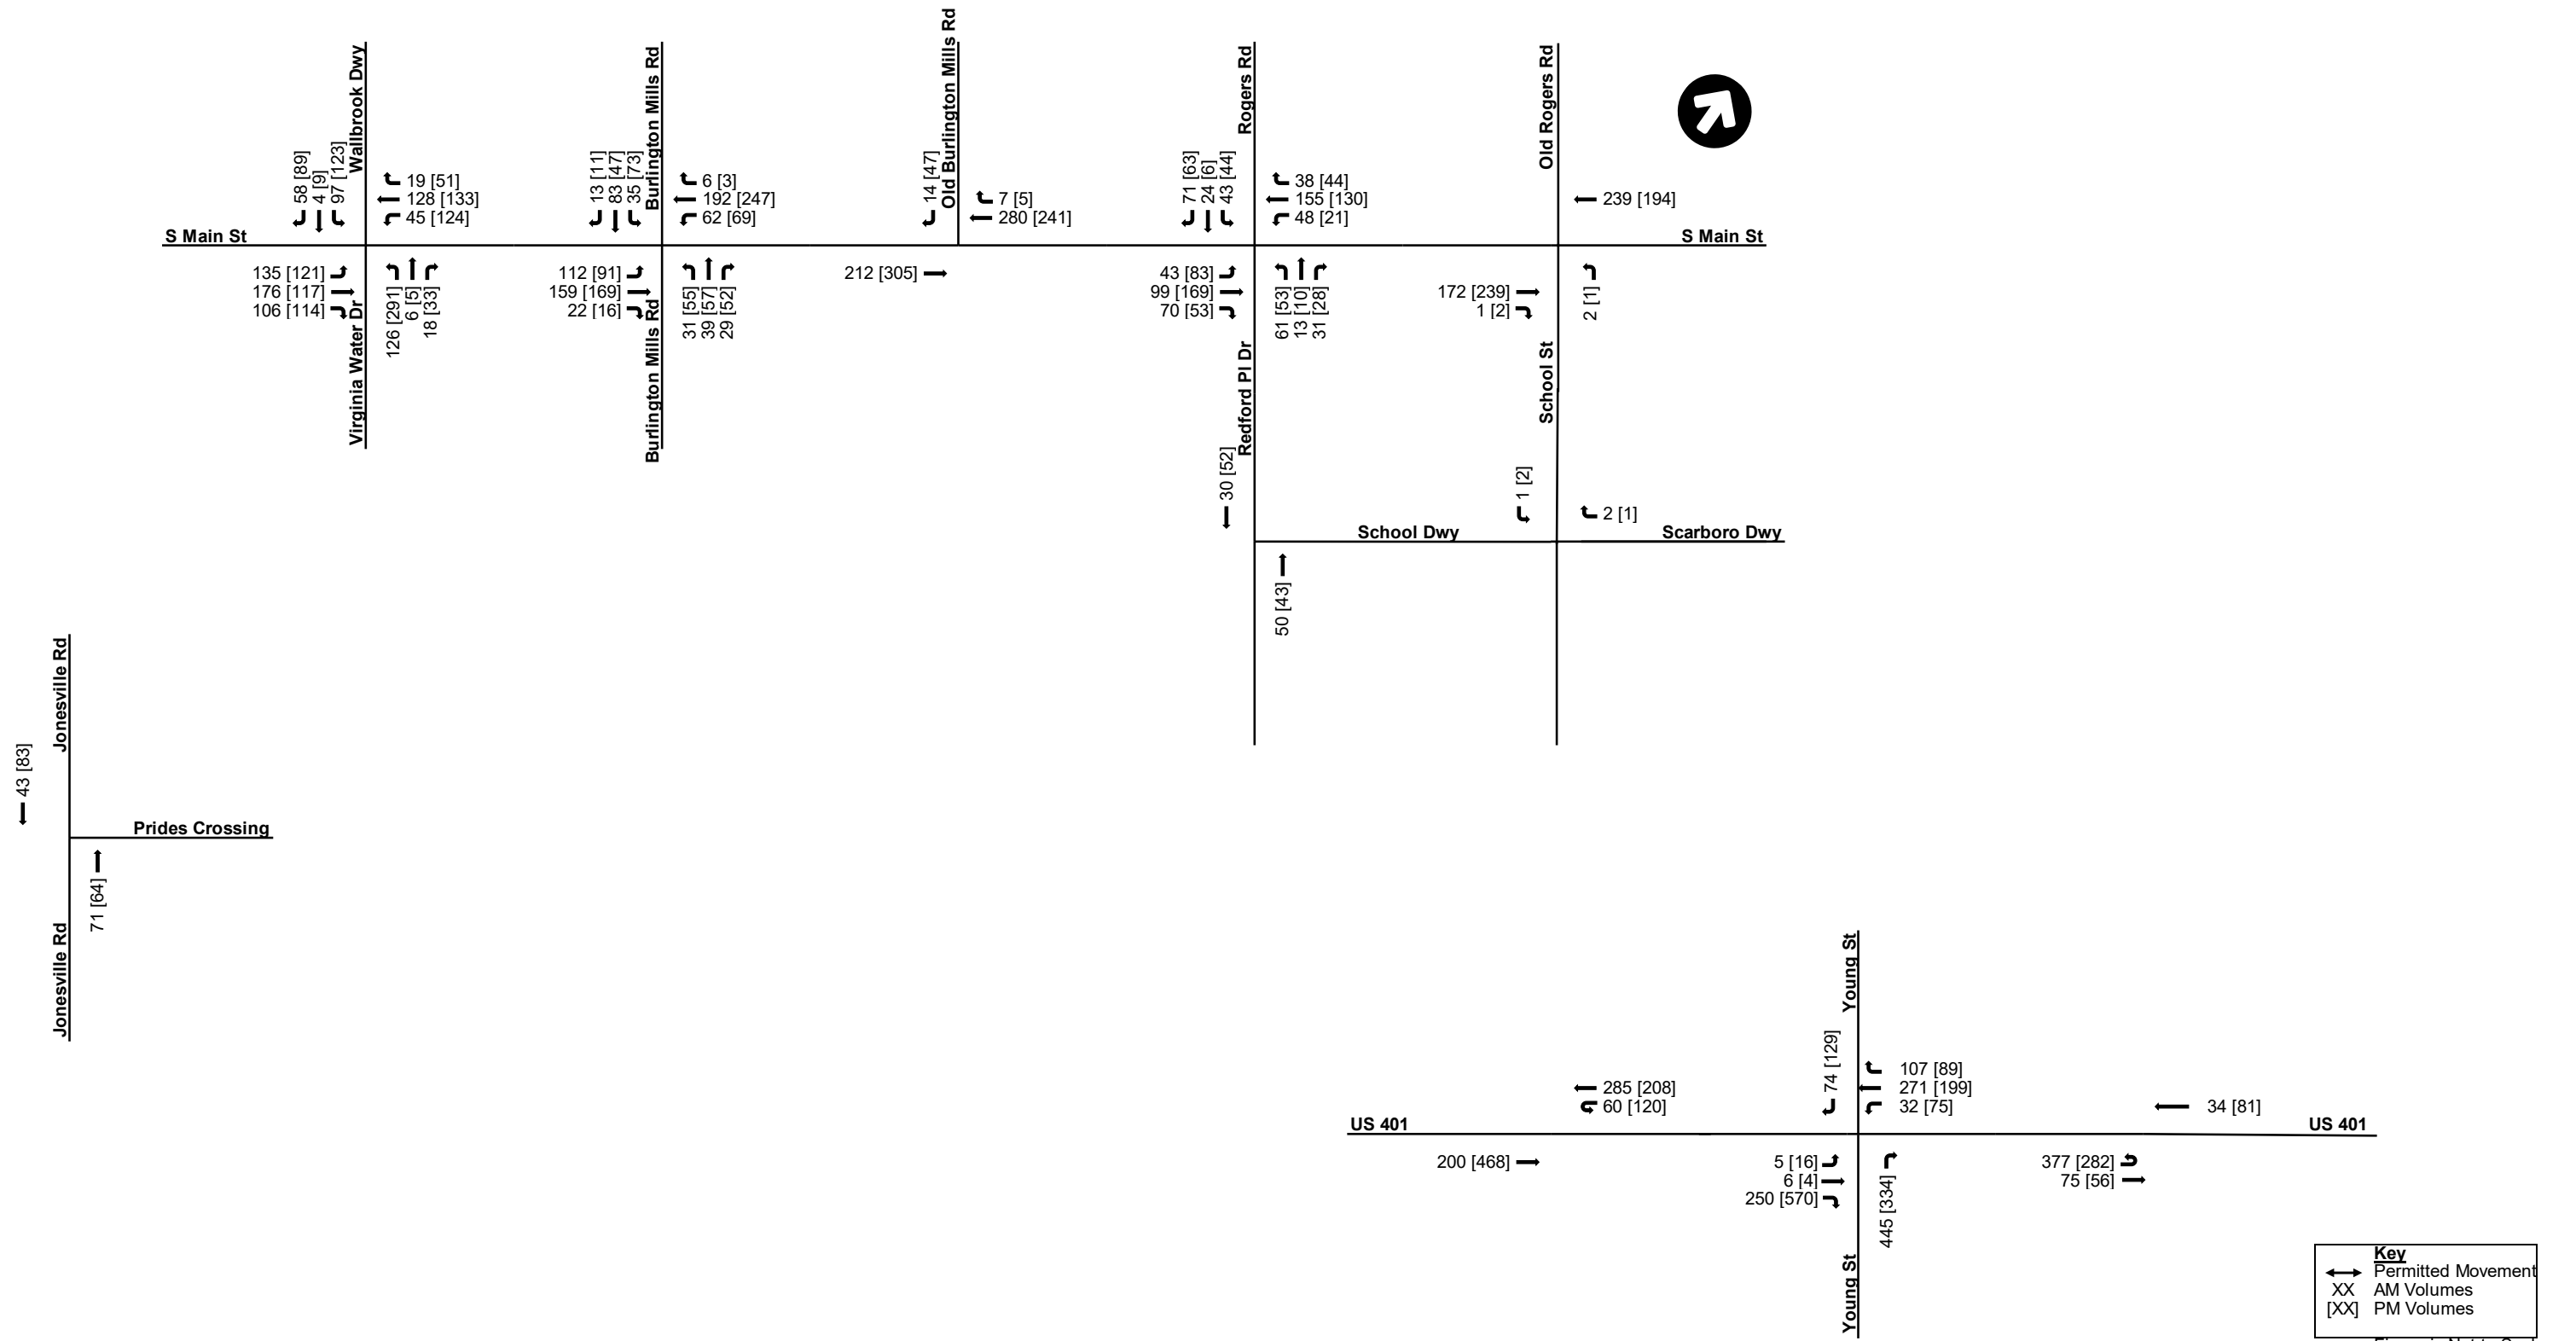 Wallbrook Dwy
58 [89]
4 [9]
97 [123]
19 [51]
128 [133]
45 [124]
S Main St
135 [121]
176 [117]
106 [114]
Virginia Water Dr
126 [291]
6 [5]
18 [33]
Burlington Mills Rd
13 [11]
83 [47]
35 [73]
6 [3]
192 [247]
62 [69]
112 [91]
159 [169]
22 [16]
Burlington Mills Rd
31 [55]
39 [57]
29 [52]
Old Burlington Mills Rd
14 [47]
7 [5]
280 [241]
212 [305]
Rogers Rd
71 [63]
24 [6]
43 [44]
38 [44]
155 [130]
48 [21]
43 [83]
99 [169]
70 [53]
Redford Pl Dr
61 [53]
13 [10]
31 [28]
Old Rogers Rd
239 [194]
S Main St
172 [239]
1 [2]
School St
2 [1]
30 [52]
50 [43]
School Dwy
1 [2]
2 [1]
Scarboro Dwy
Jonesville Rd
43 [83]
Prides Crossing
71 [64]
Jonesville Rd
Young St
74 [129]
107 [89]
271 [199]
32 [75]
285 [208]
60 [120]
34 [81]
US 401
US 401
200 [468]
5 [16]
6 [4]
250 [570]
445 [334]
377 [282]
75 [56]
Young St
Key
Permitted Movement
XX AM Volumes
[XX] PM Volumes